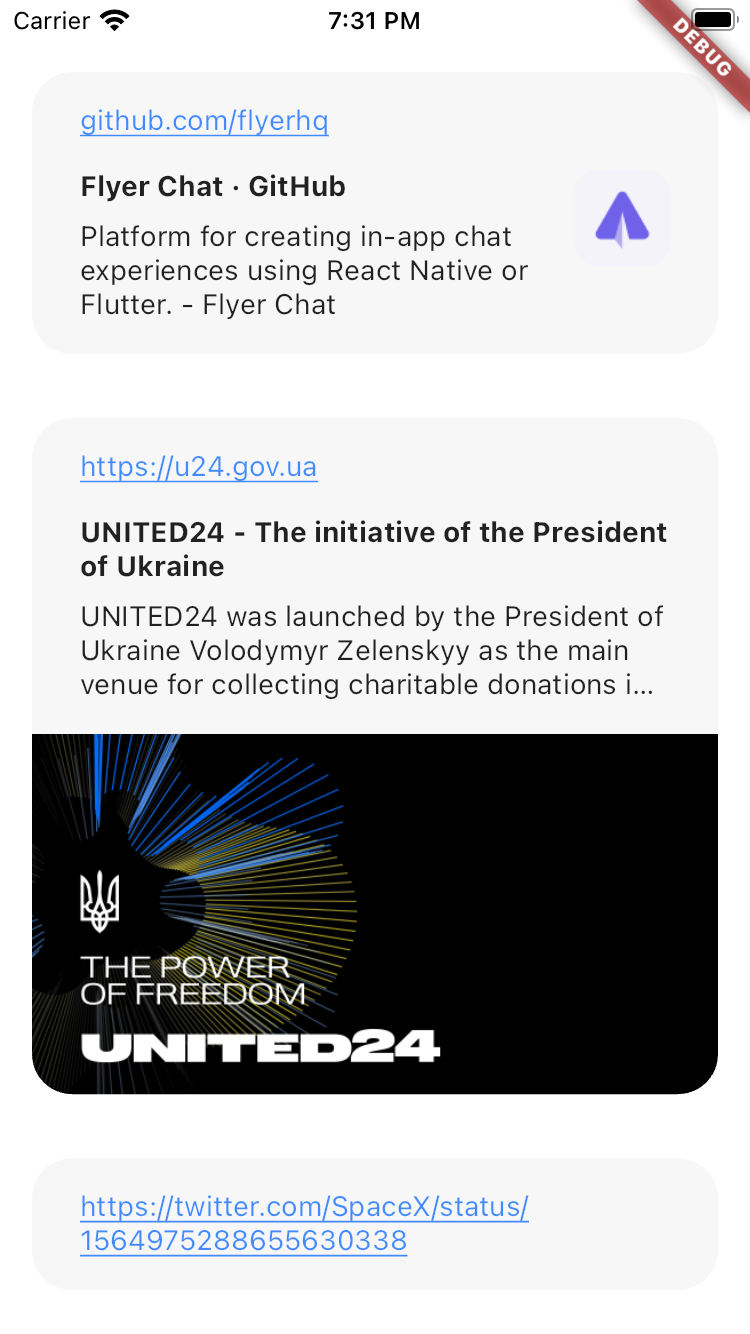 Carrier 7:31 PM
DEBUG
github.com/flyerhq
Flyer Chat · GitHub
Platform for creating in-app chat
experiences using React Native or
Flutter. - Flyer Chat
https://u24.gov.ua
UNITED24 - The initiative of the President
of Ukraine
UNITED24 was launched by the President of
Ukraine Volodymyr Zelenskyy as the main
venue for collecting charitable donations i...
THE POWER
OF FREEDOM
UNITED24
https://twitter.com/SpaceX/status/
1564975288655630338